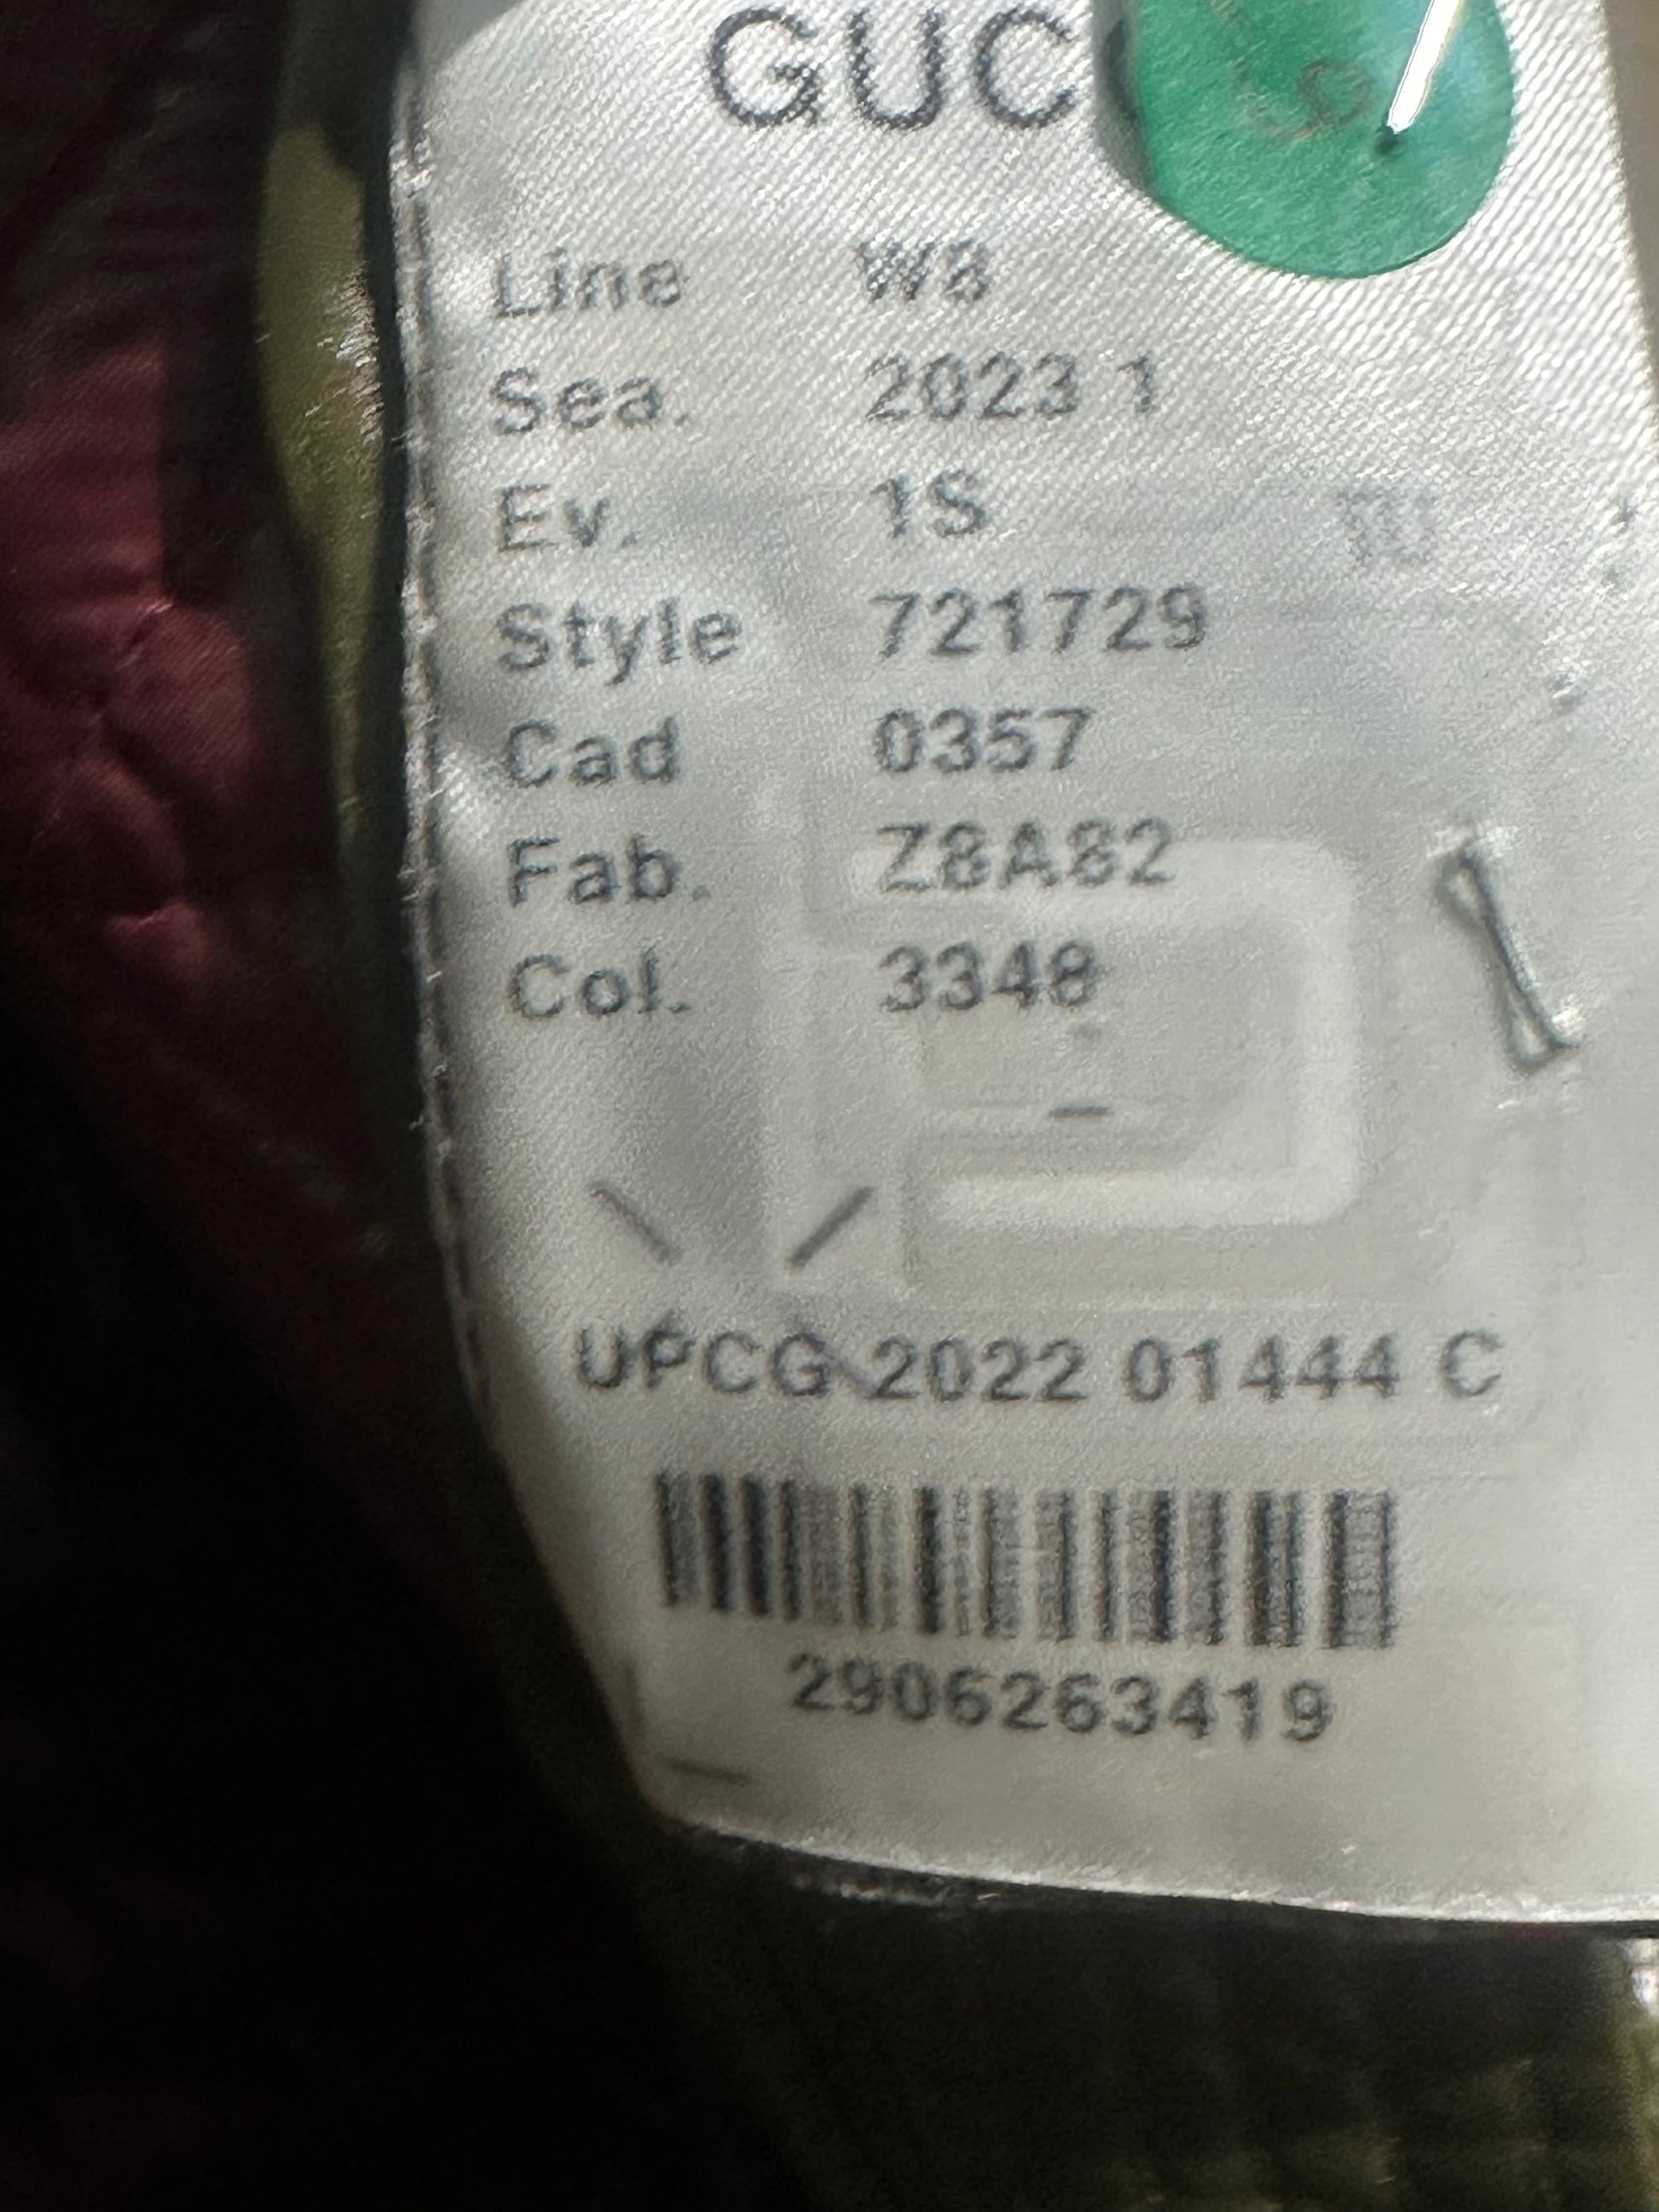 GUC
Line W8
Sea. 2023 1
Ev. 1S
Style 721729
Cad 0357
Fab. Z8A82
Col. 3348
UPCG 2022 01444 C
2906263419